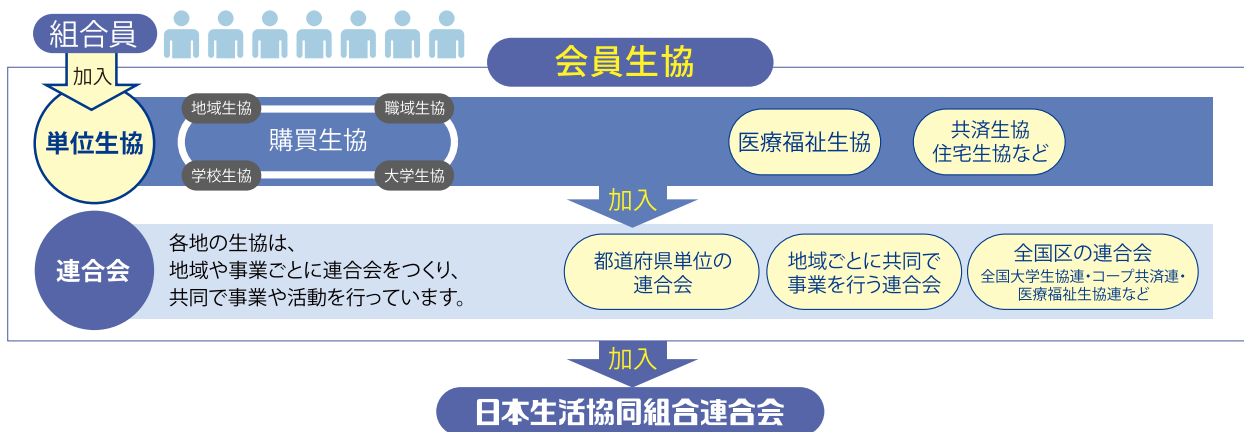 組合員
会員生協
加入
単位生協
地域生協
職域生協
購買生協
学校生協
大学生協
医療福祉生協
共済生協
住宅生協など
加入
連合会
各地の生協は、
地域や事業ごとに連合会をつくり、
共同で事業や活動を行っています。
都道府県単位の
連合会
地域ごとに共同で
事業を行う連合会
全国区の連合会
全国大学生協連・コープ共済連・
医療福祉生協連など
加入
日本生活協同組合連合会